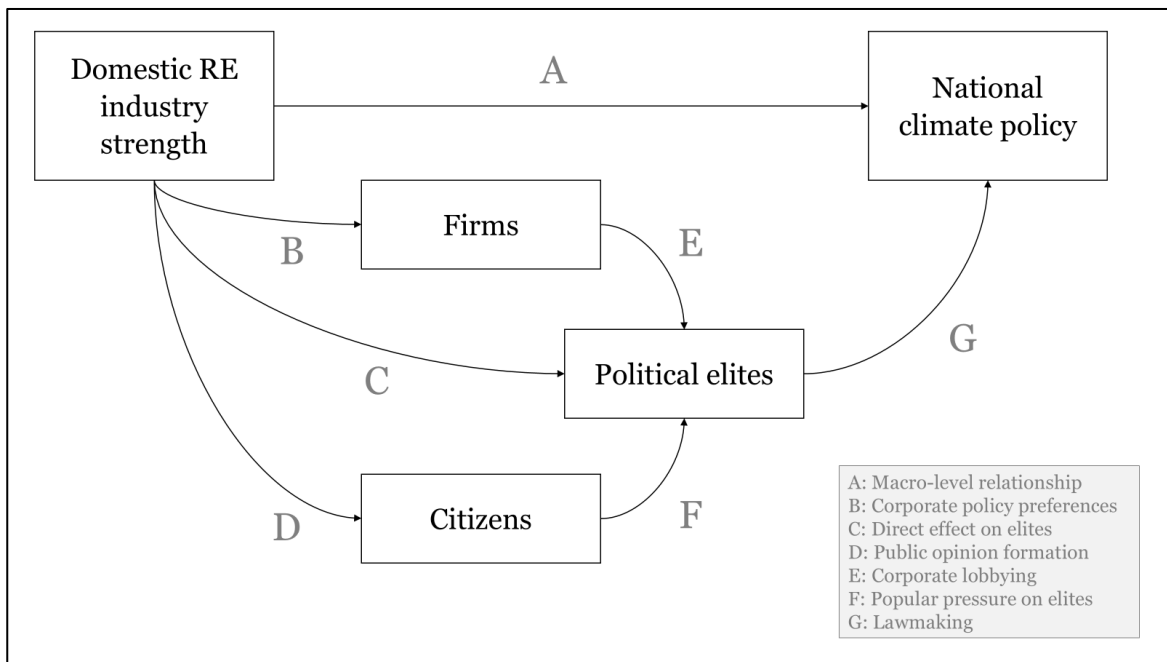 Domestic RE
industry
strength
A
National
climate policy
B
Firms
E
C
Political elites
G
D
Citizens
F
A: Macro-level relationship
B: Corporate policy preferences
C: Direct effect on elites
D: Public opinion formation
E: Corporate lobbying
F: Popular pressure on elites
G: Lawmaking